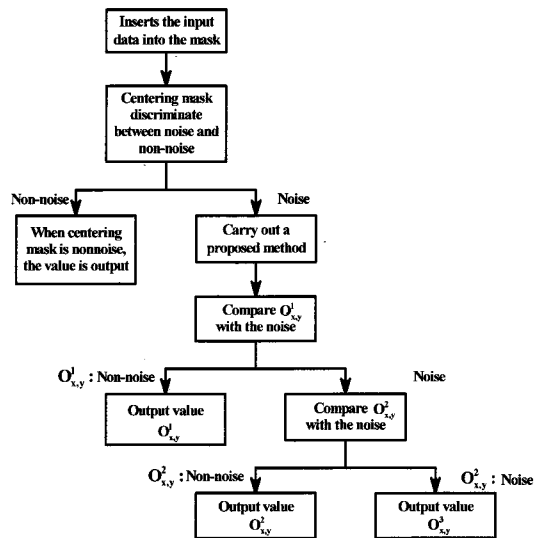 Inserts the input
data into the mask
Centering mask
discriminate
between noise and
non-noise
Non-noise
Noise
When centering
mask is nonnoise,
the value is output
Carry out a
proposed method
Compare O¹x,y
with the noise
O¹x,y : Non-noise
Noise
Output value
O¹x,y
Compare O²x,y
with the noise
O²x,y : Non-noise
O²x,y : Noise
Output value
O²x,y
Output value
O³x,y